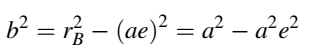 b² = r_B² − (ae)² = a² − a²e²